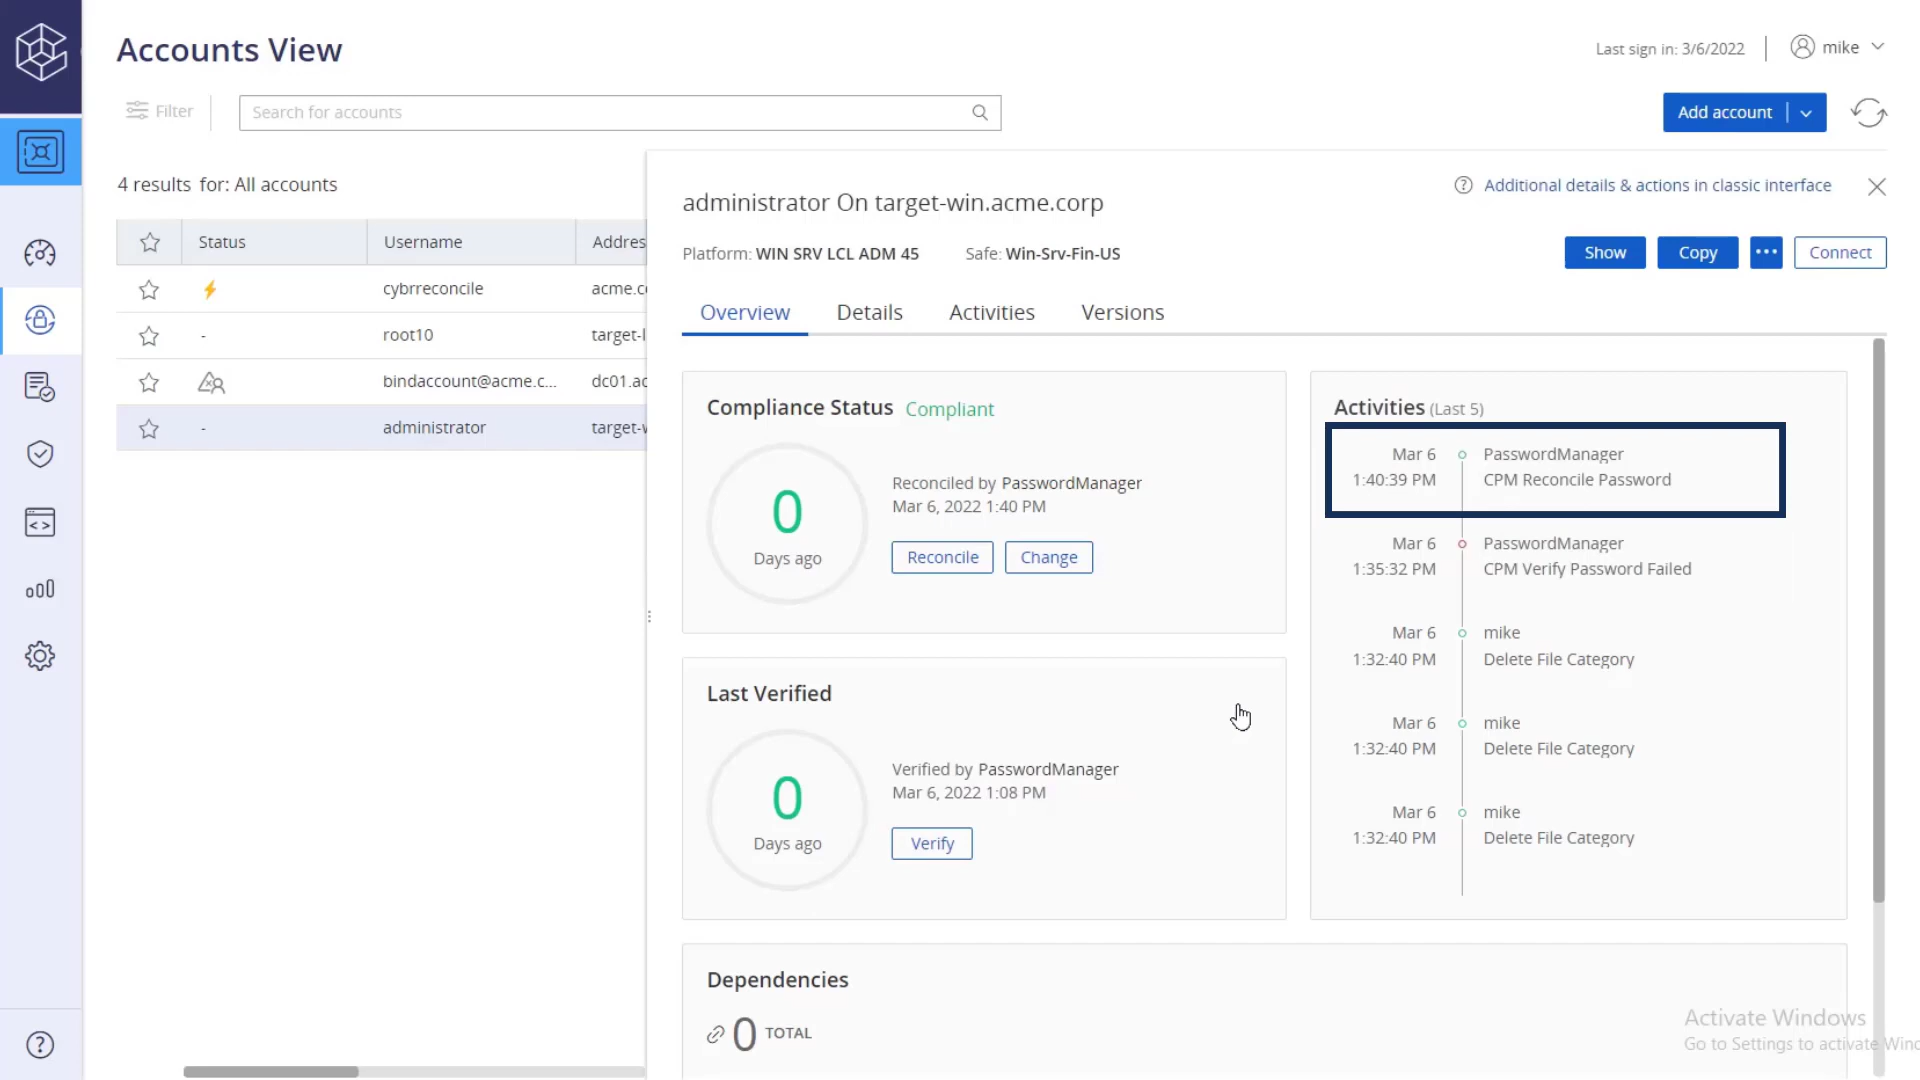 Accounts View
Last sign in: 3/6/2022
mike
Filter
Search for accounts
Add account
4 results for: All accounts
Status Username Addres
cybrreconcile acme.c
- root10 target-l
bindaccount@acme.c... dc01.ac
- administrator target-w
administrator On target-win.acme.corp
Additional details & actions in classic interface
Platform: WIN SRV LCL ADM 45 Safe: Win-Srv-Fin-US
Show Copy ••• Connect
Overview Details Activities Versions
Compliance Status Compliant
0
Days ago
Reconciled by PasswordManager
Mar 6, 2022 1:40 PM
Reconcile Change
Last Verified
0
Days ago
Verified by PasswordManager
Mar 6, 2022 1:08 PM
Verify
Activities (Last 5)
Mar 6 PasswordManager
1:40:39 PM CPM Reconcile Password
Mar 6 PasswordManager
1:35:32 PM CPM Verify Password Failed
Mar 6 mike
1:32:40 PM Delete File Category
Mar 6 mike
1:32:40 PM Delete File Category
Mar 6 mike
1:32:40 PM Delete File Category
Dependencies
0 TOTAL
Activate Windows
Go to Settings to activate Winc